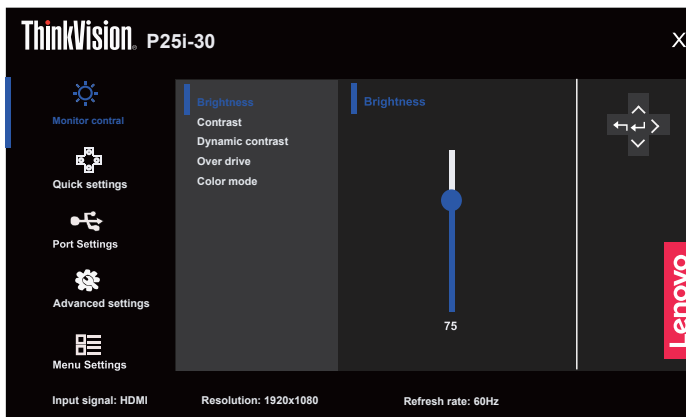 ThinkVision® P25i-30
X
Monitor contral
Quick settings
Port Settings
Advanced settings
Menu Settings
Brightness
Contrast
Dynamic contrast
Over drive
Color mode
Brightness
75
Lenovo
Input signal: HDMI
Resolution: 1920x1080
Refresh rate: 60Hz